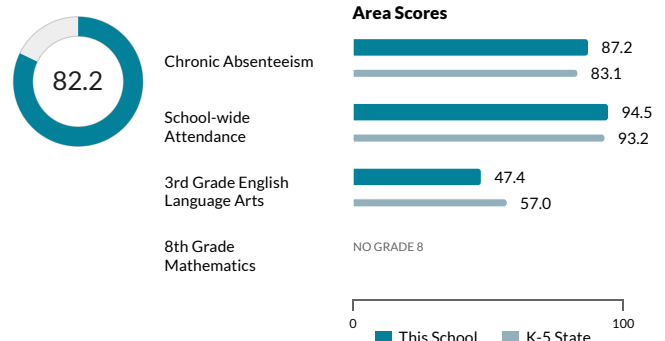 Area Scores
82.2
Chronic Absenteeism
87.2
83.1
School-wide
Attendance
94.5
93.2
3rd Grade English
Language Arts
47.4
57.0
8th Grade
Mathematics
NO GRADE 8
0
100
This School
K-5 State